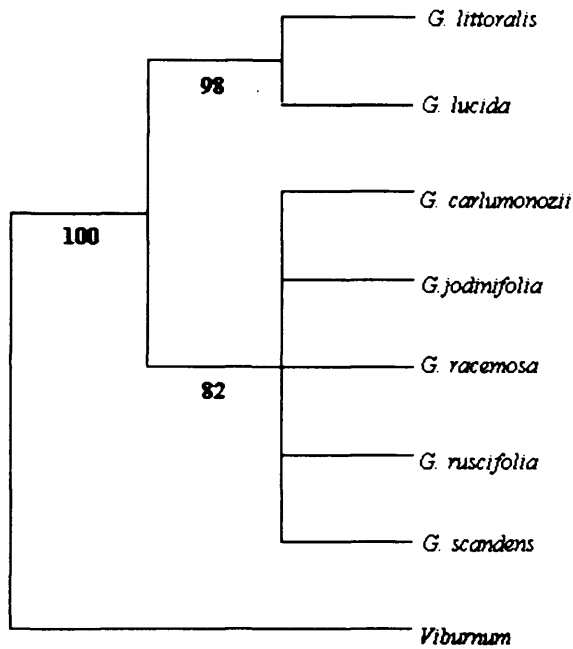 G. littoralis
98
G. lucida
G. carlumonozii
100
G.jodinifolia
G. racemosa
82
G. ruscifolia
G. scandens
Viburnum